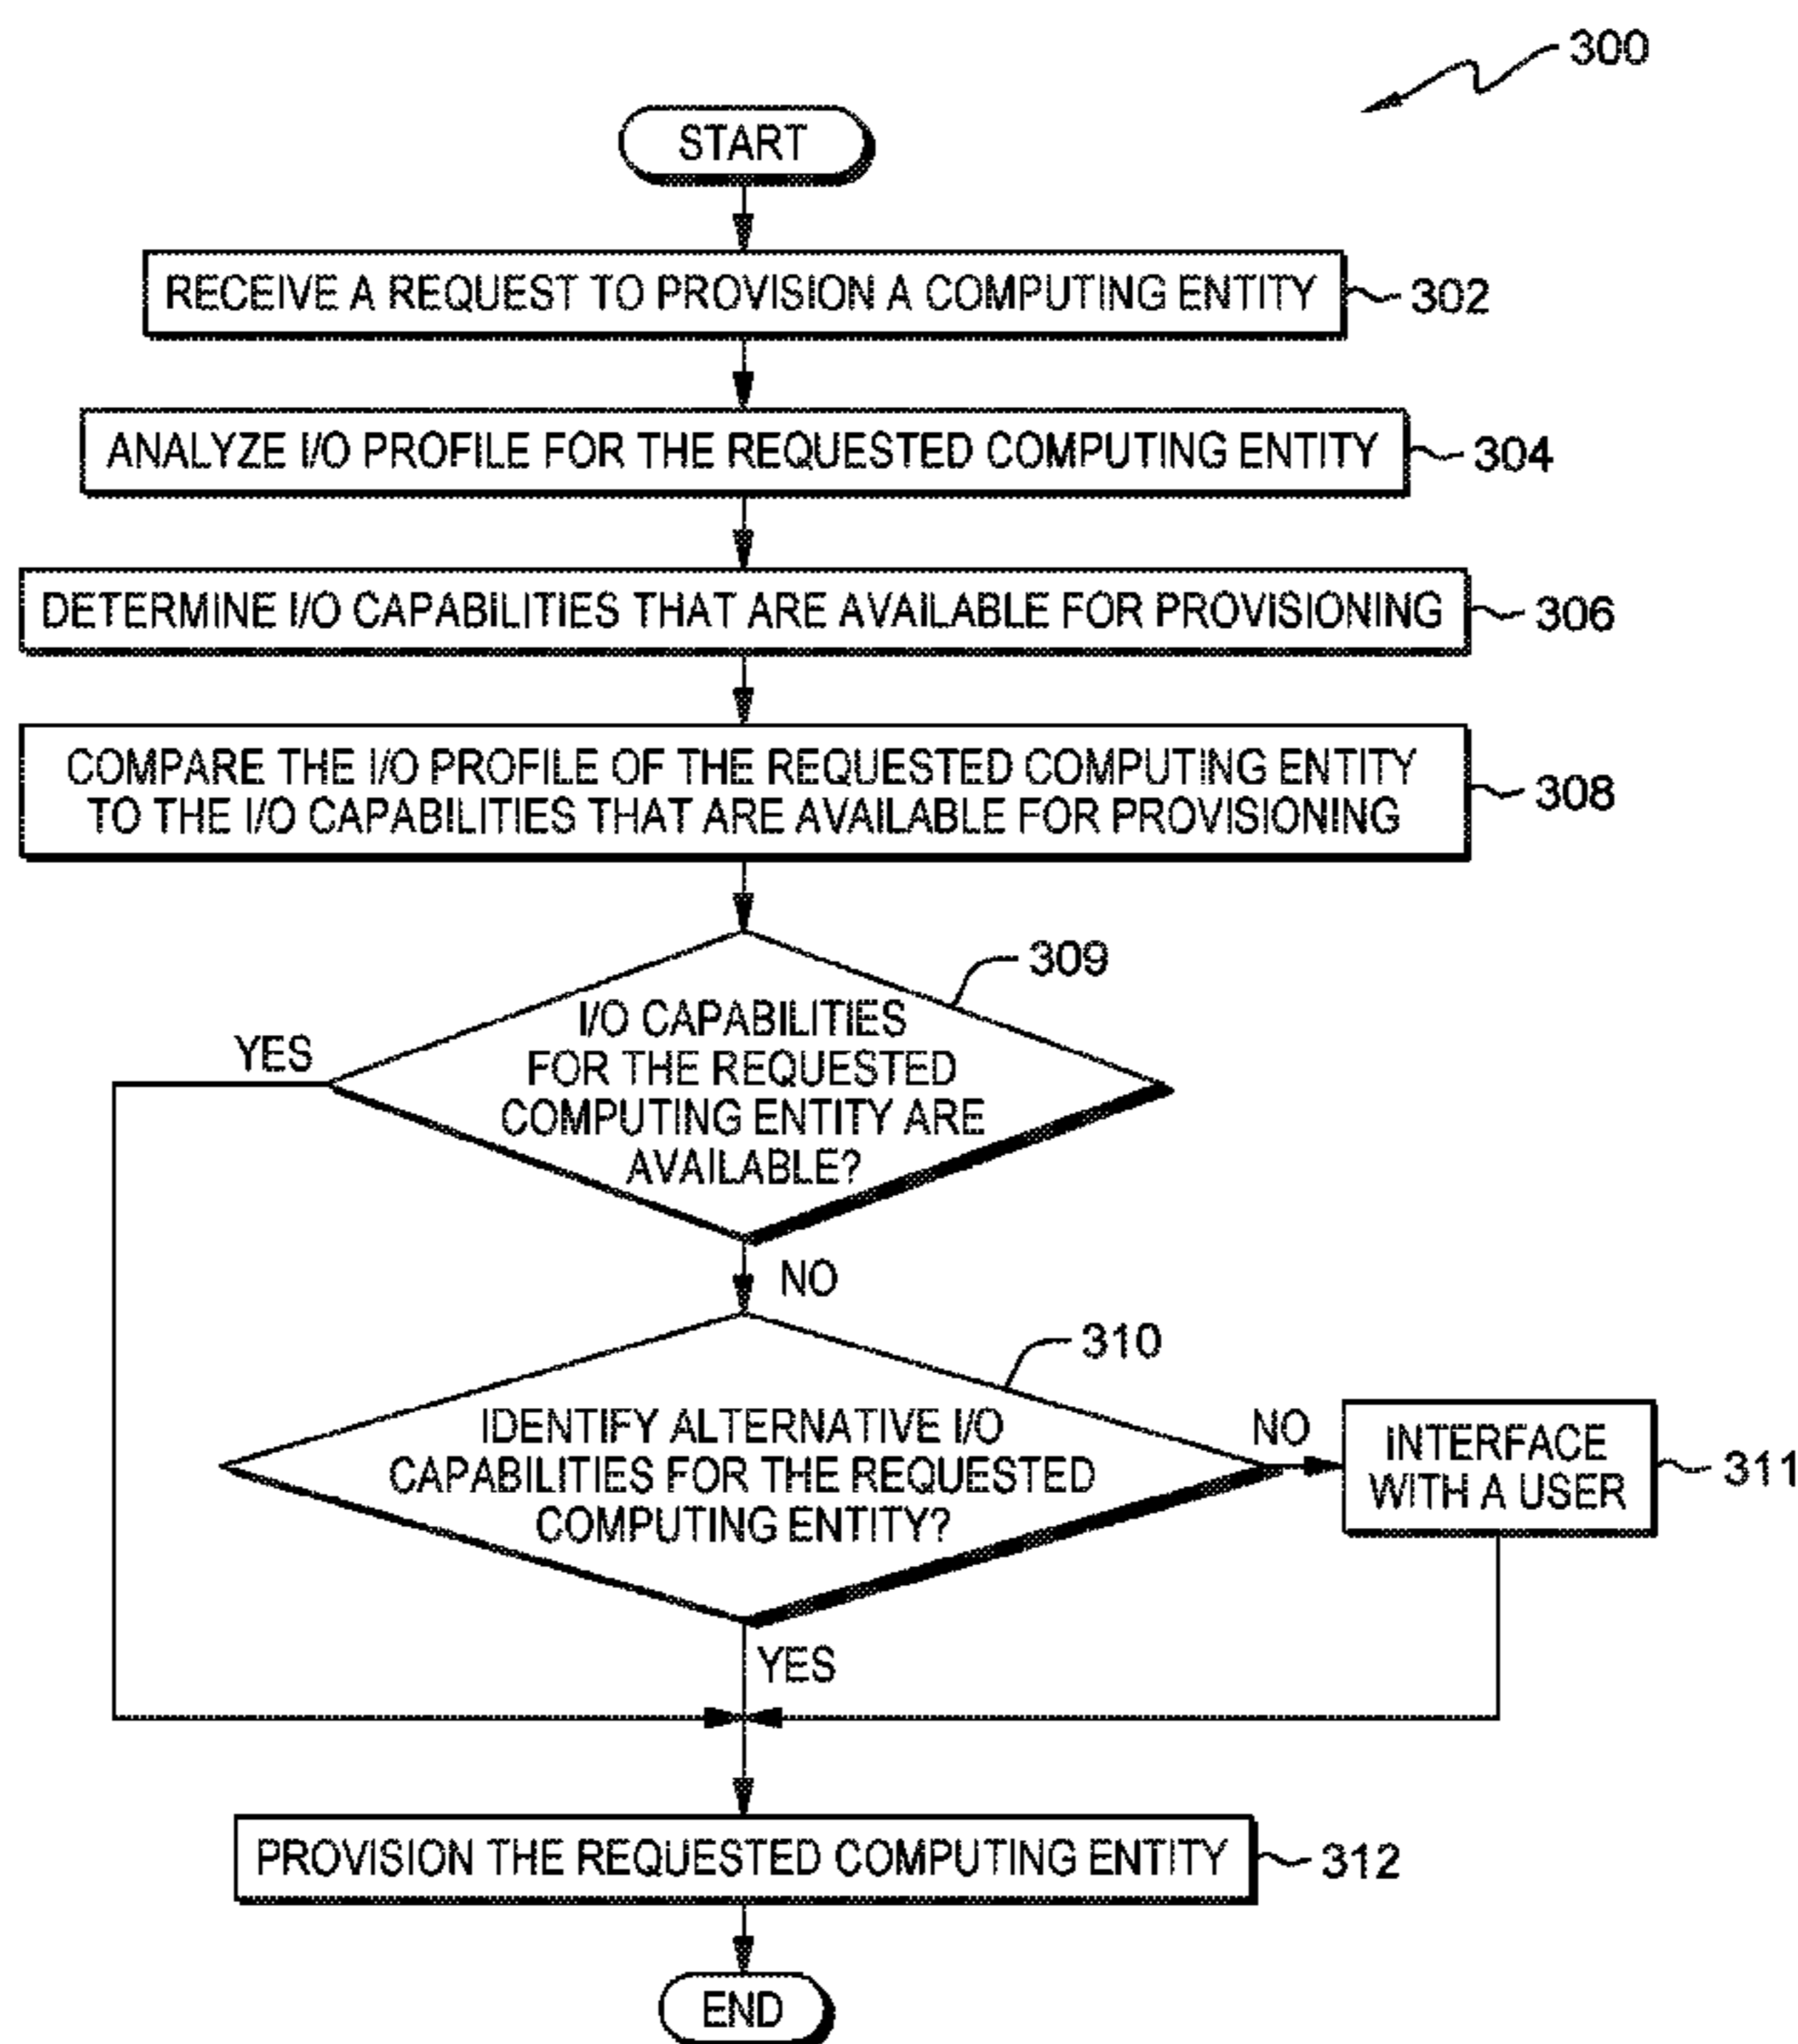 300
START
RECEIVE A REQUEST TO PROVISION A COMPUTING ENTITY
302
ANALYZE I/O PROFILE FOR THE REQUESTED COMPUTING ENTITY
304
DETERMINE I/O CAPABILITIES THAT ARE AVAILABLE FOR PROVISIONING
306
COMPARE THE I/O PROFILE OF THE REQUESTED COMPUTING ENTITY
TO THE I/O CAPABILITIES THAT ARE AVAILABLE FOR PROVISIONING
308
309
I/O CAPABILITIES
FOR THE REQUESTED
COMPUTING ENTITY ARE
AVAILABLE?
YES
NO
310
IDENTIFY ALTERNATIVE I/O
CAPABILITIES FOR THE REQUESTED
COMPUTING ENTITY?
NO
INTERFACE
WITH A USER
311
YES
PROVISION THE REQUESTED COMPUTING ENTITY
312
END